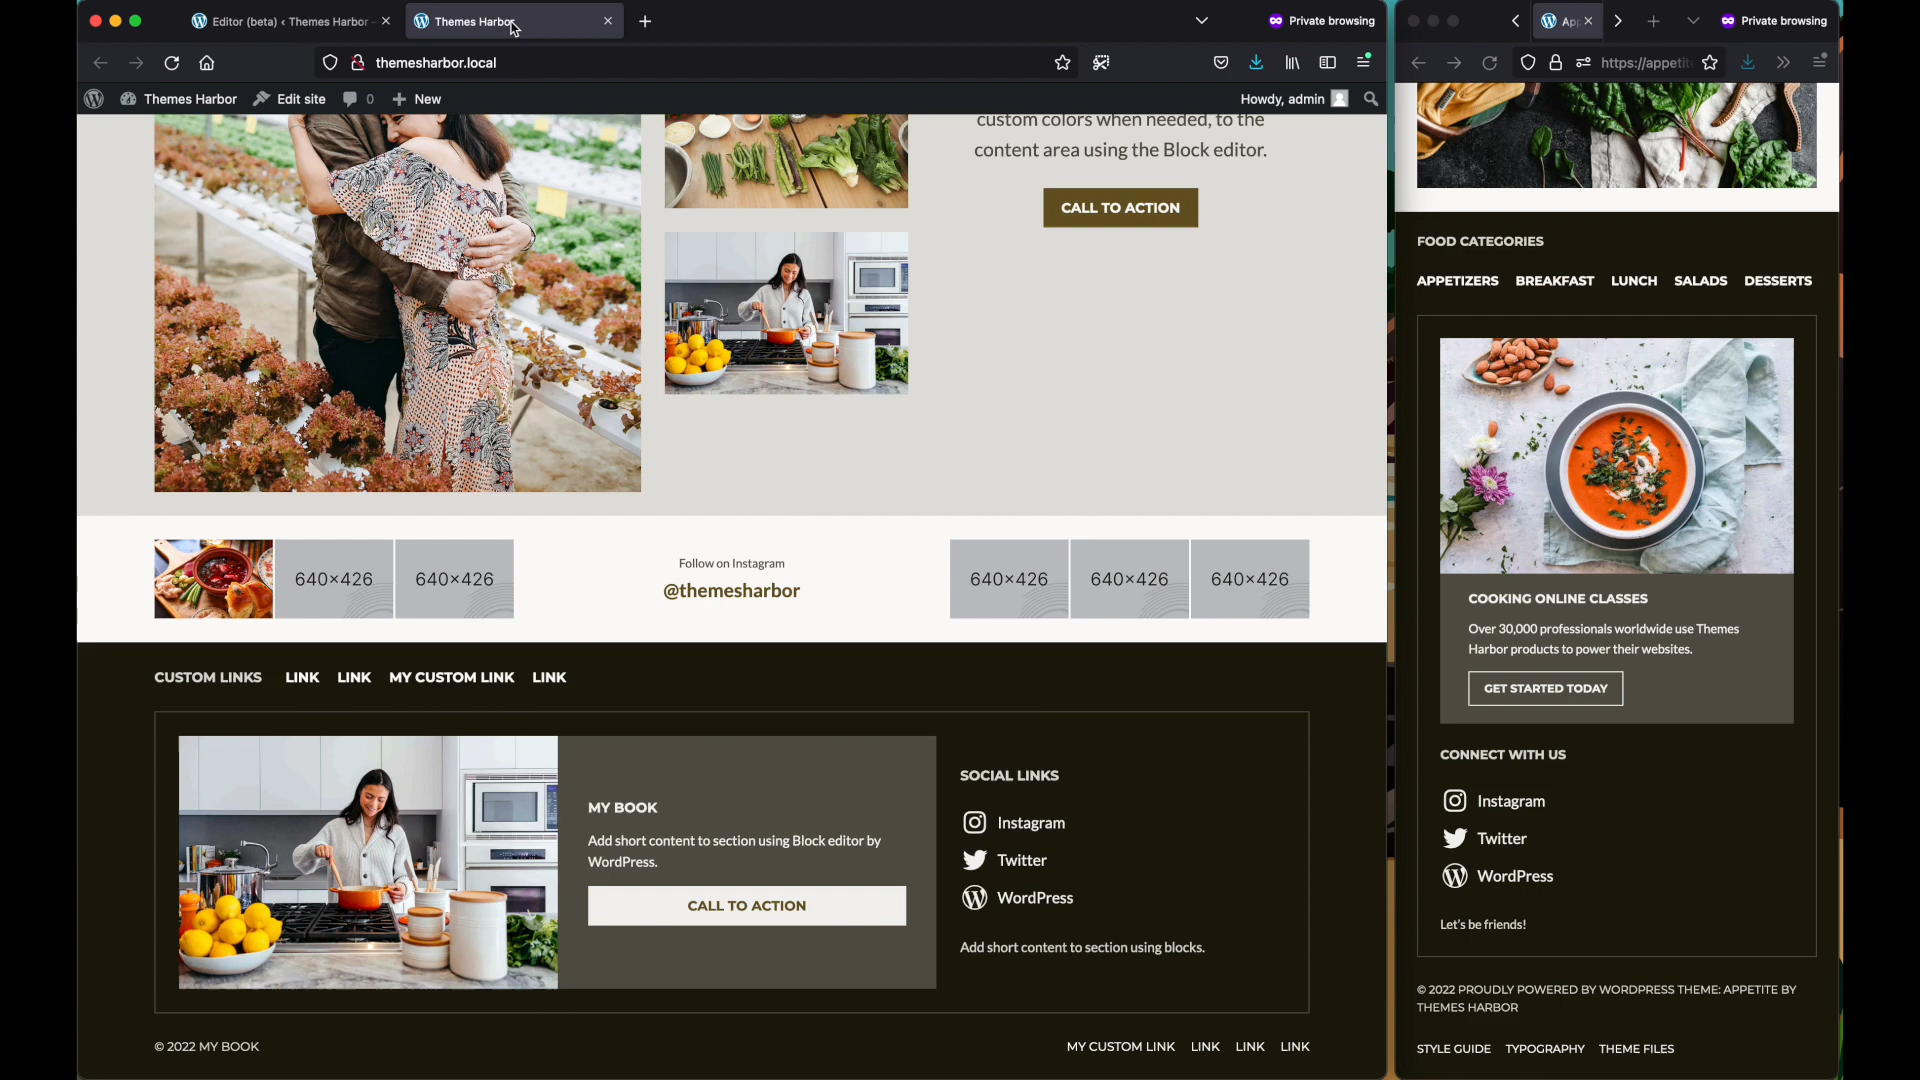 Editor (beta) ‹ Themes Harbor –
Themes Harbor
Private browsing
themesharbor.local
Themes Harbor
Edit site
0
New
Howdy, admin
custom colors when needed, to the
content area using the Block editor.
CALL TO ACTION
640×426
640×426
Follow on Instagram
@themesharbor
640×426
640×426
640×426
CUSTOM LINKS
LINK
LINK
MY CUSTOM LINK
LINK
MY BOOK
Add short content to section using Block editor by
WordPress.
CALL TO ACTION
SOCIAL LINKS
Instagram
Twitter
WordPress
Add short content to section using blocks.
© 2022 MY BOOK
MY CUSTOM LINK
LINK
LINK
LINK
App
Private browsing
https://appetit
FOOD CATEGORIES
APPETIZERS
BREAKFAST
LUNCH
SALADS
DESSERTS
COOKING ONLINE CLASSES
Over 30,000 professionals worldwide use Themes
Harbor products to power their websites.
GET STARTED TODAY
CONNECT WITH US
Instagram
Twitter
WordPress
Let's be friends!
© 2022 PROUDLY POWERED BY WORDPRESS THEME: APPETITE BY
THEMES HARBOR
STYLE GUIDE
TYPOGRAPHY
THEME FILES